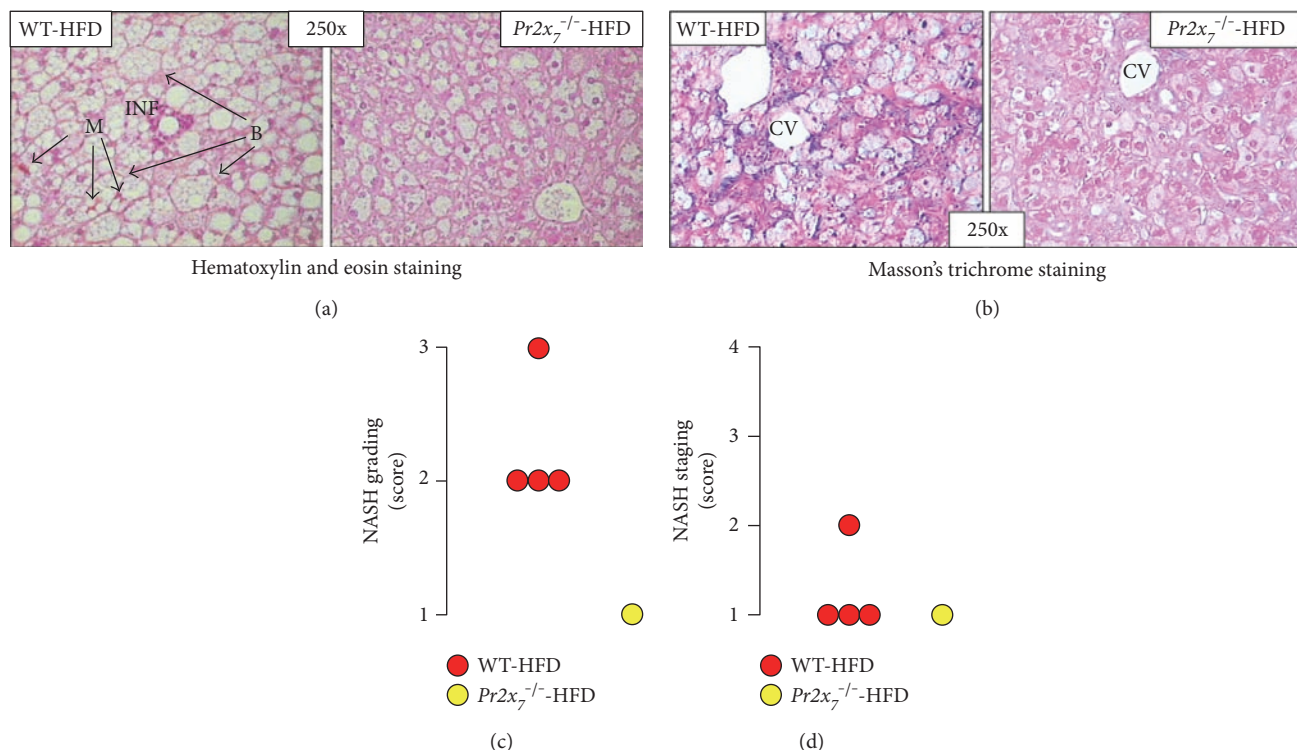 WT-HFD
250x
Pr2x₇⁻/⁻-HFD
INF
M
B
Hematoxylin and eosin staining
(a)
WT-HFD
Pr2x₇⁻/⁻-HFD
CV
CV
250x
Masson's trichrome staining
(b)
3
2
1
NASH grading
(score)
WT-HFD
Pr2x₇⁻/⁻-HFD
(c)
4
3
2
1
NASH staging
(score)
WT-HFD
Pr2x₇⁻/⁻-HFD
(d)